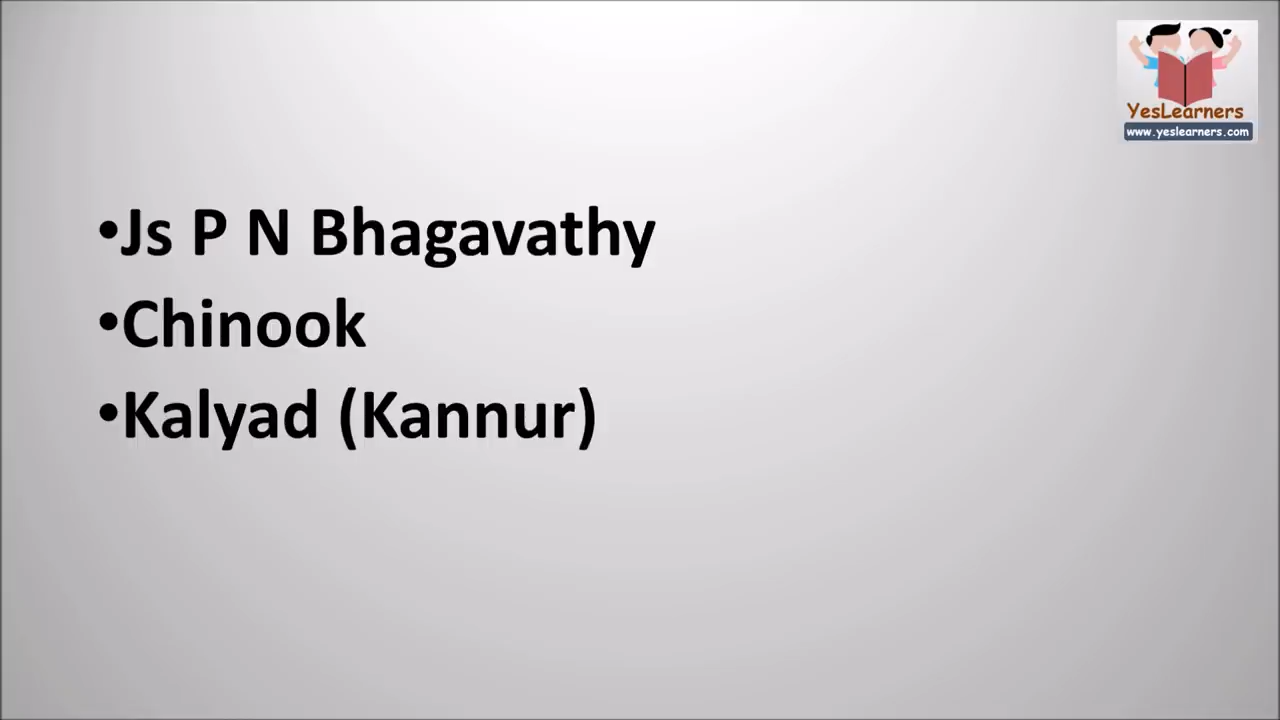 YesLearners
www.yeslearners.com
•Js P N Bhagavathy
•Chinook
•Kalyad (Kannur)